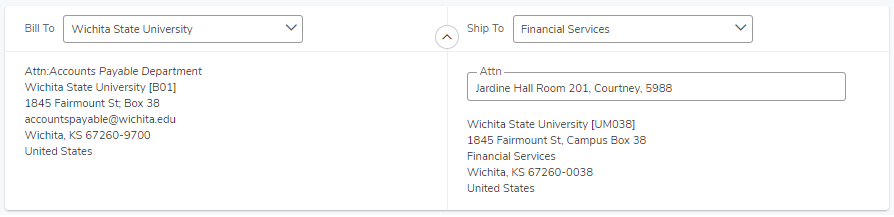 Bill To Wichita State University
Ship To Financial Services
Attn:Accounts Payable Department
Wichita State University [B01]
1845 Fairmount St; Box 38
accountspayable@wichita.edu
Wichita, KS 67260-9700
United States
Attn
Jardine Hall Room 201, Courtney, 5988
Wichita State University [UM038]
1845 Fairmount St, Campus Box 38
Financial Services
Wichita, KS 67260-0038
United States